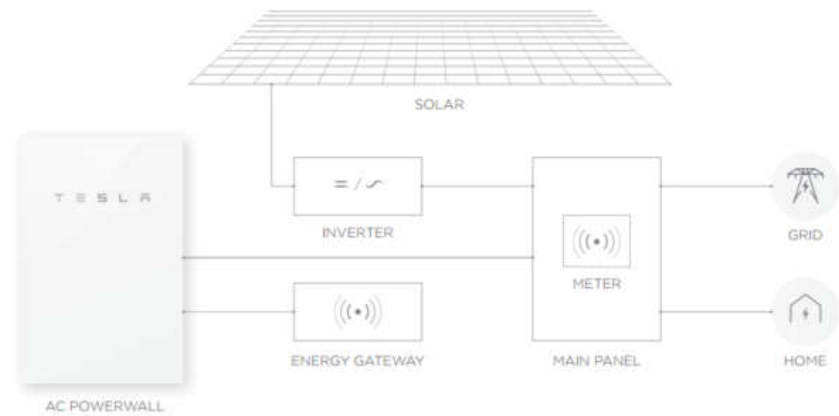 SOLAR
TESLA
INVERTER
GRID
METER
ENERGY GATEWAY
MAIN PANEL
HOME
AC POWERWALL